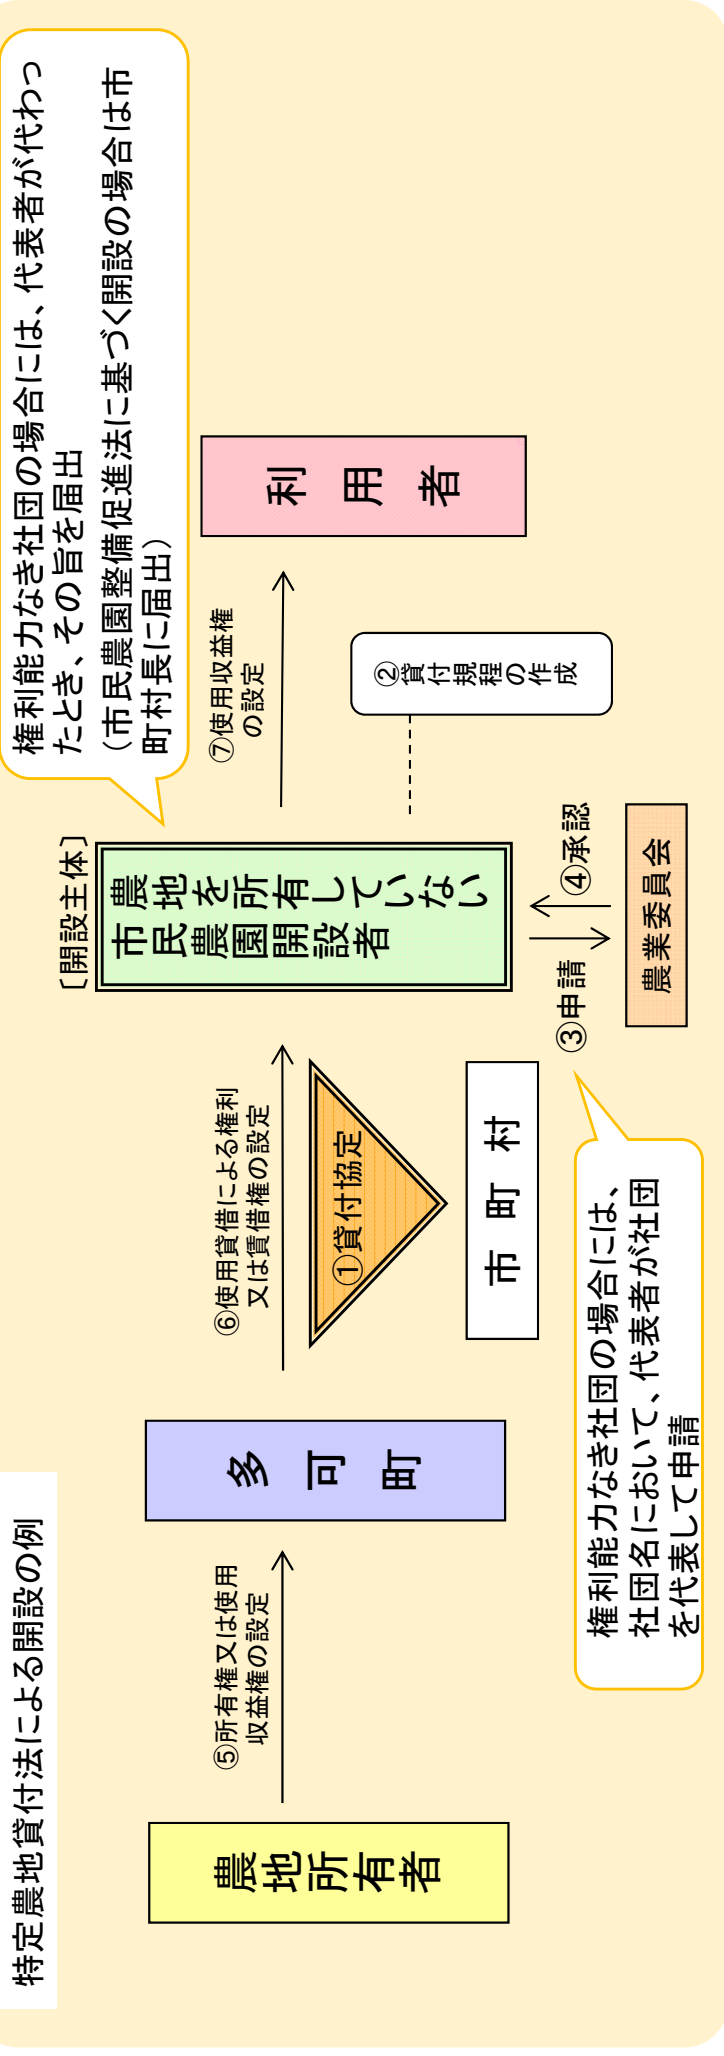 特定農地貸付法による開設の例
農地所有者
⑤所有権又は使用
収益権の設定
多可町
⑥使用貸借による権利
又は賃借権の設定
①貸付協定
市町村
〔開設主体〕
農地を所有していない
市民農園開設者
③申請
④承認
農業委員会
②貸付規程の作成
⑦使用収益権
の設定
利用者
権利能力なき社団の場合には、代表者が代わっ
たとき、その旨を届出
（市民農園整備促進法に基づく開設の場合は市
町村長に届出）
権利能力なき社団の場合には、
社団名において、代表者が社団
を代表して申請